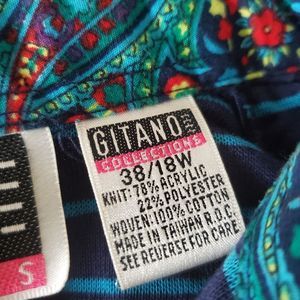 GITANO
COLLECTIONS
38/18W
KNIT: 78% ACRYLIC
22% POLYESTER
WOVEN: 100% COTTON
MADE IN TAIWAN R.O.C.
SEE REVERSE FOR CARE
S